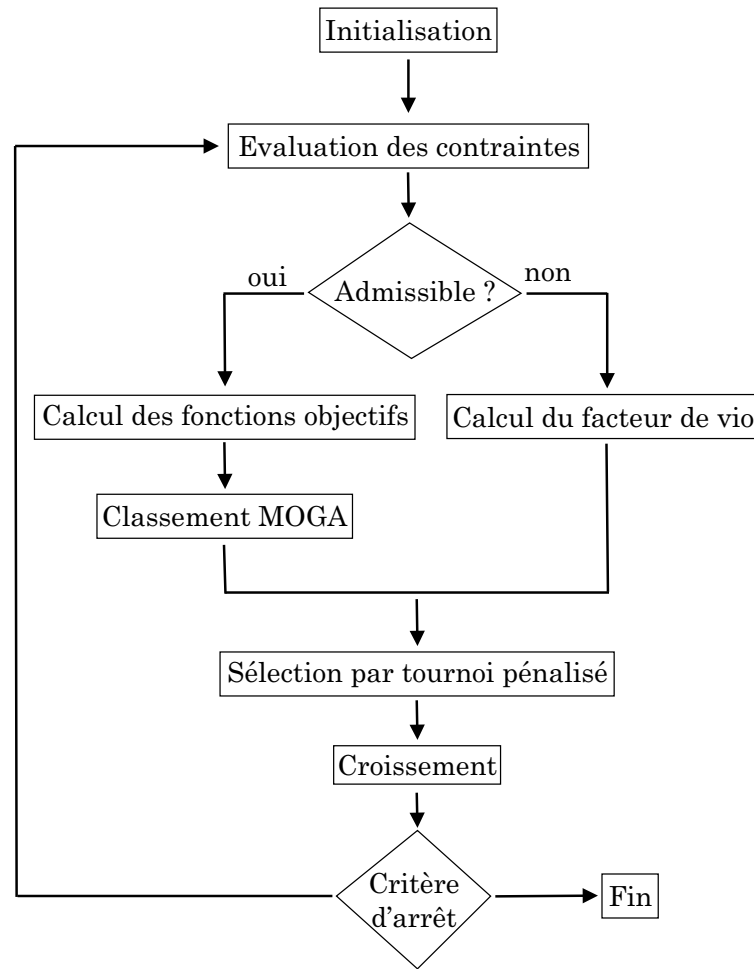 Initialisation
Evaluation des contraintes
oui
Admissible ?
non
Calcul des fonctions objectifs
Calcul du facteur de vio
Classement MOGA
Sélection par tournoi pénalisé
Croissement
Critère
d'arrêt
Fin